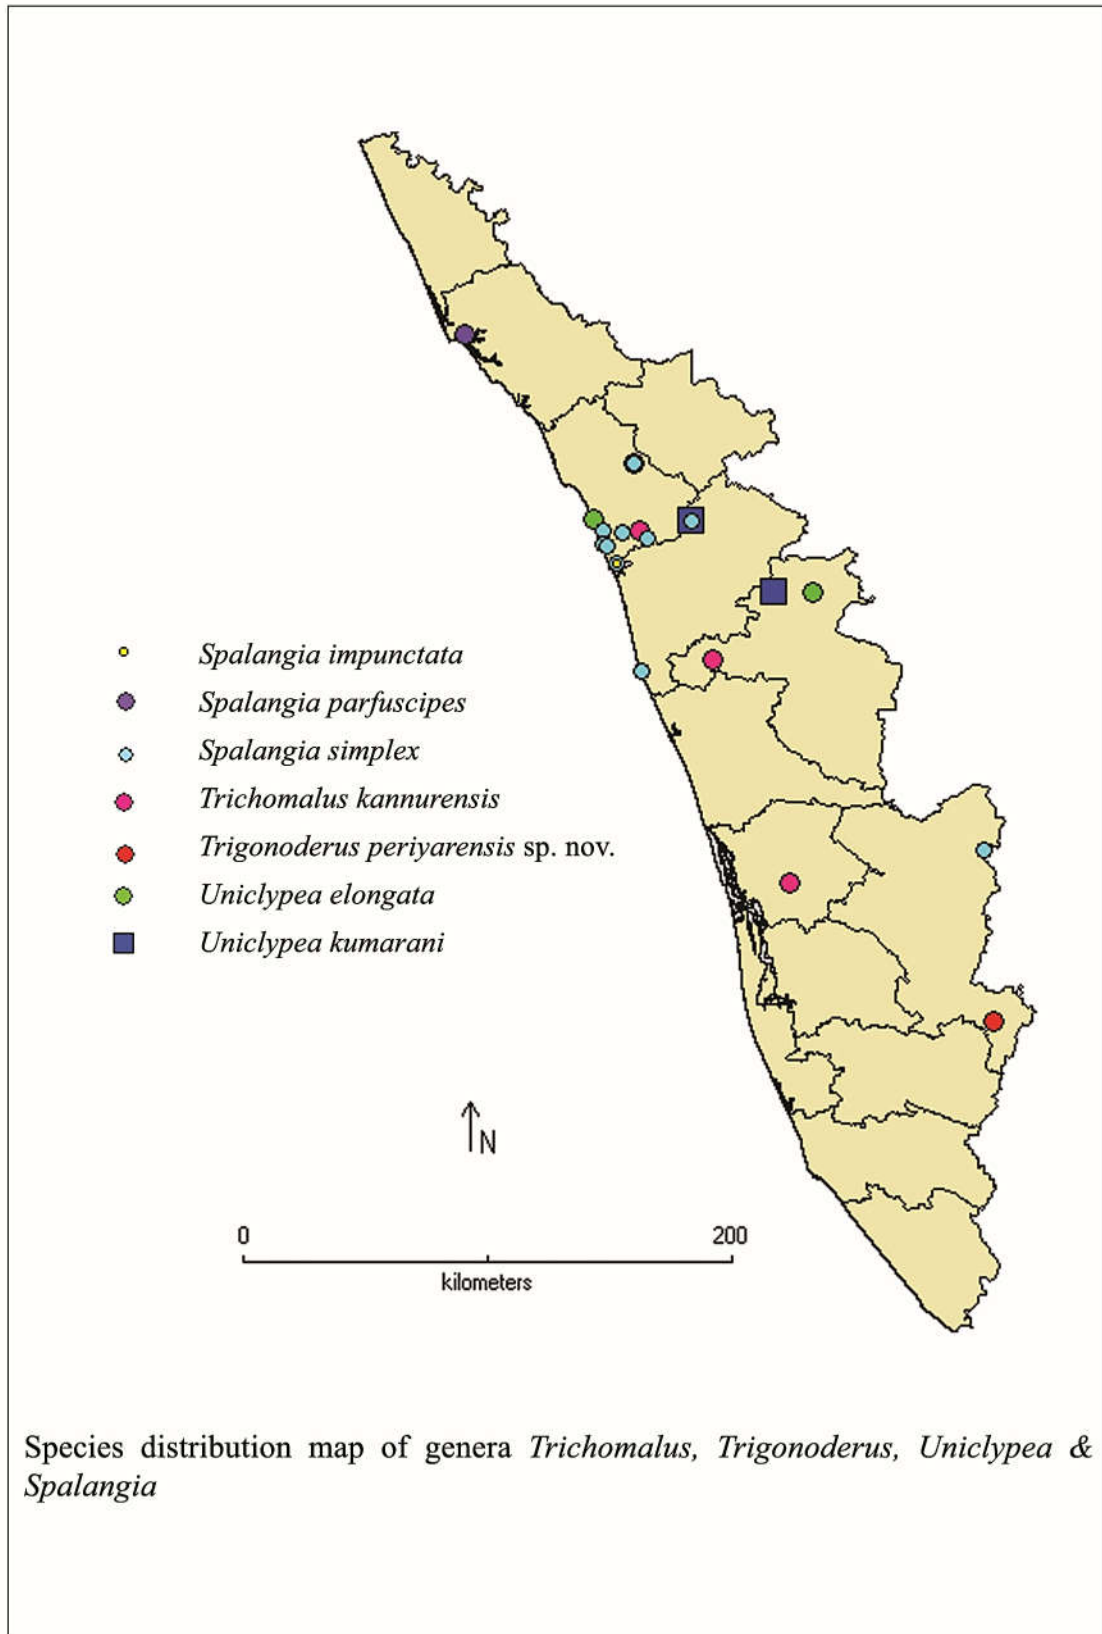 Spalangia impunctata
Spalangia parfuscipes
Spalangia simplex
Trichomalus kannurensis
Trigonoderus periyarensis sp. nov.
Uniclypea elongata
Uniclypea kumarani
N
0 200
kilometers
Species distribution map of genera Trichomalus, Trigonoderus, Uniclypea &
Spalangia